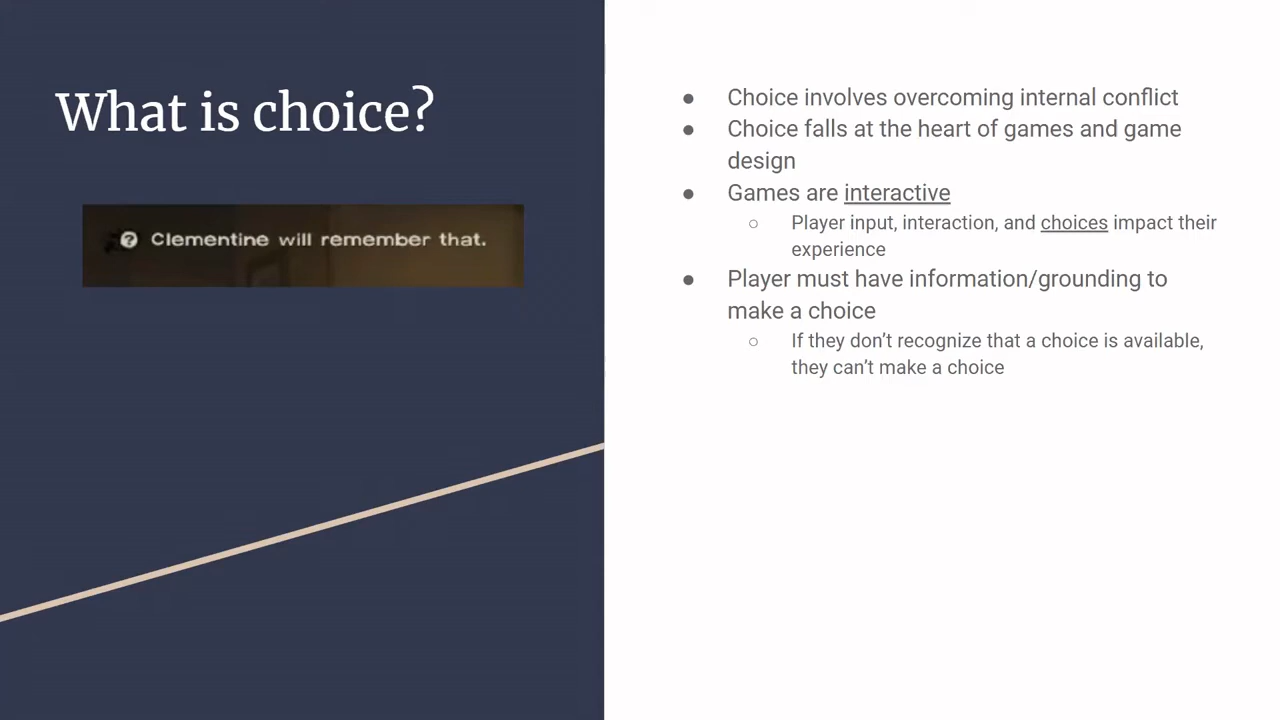 What is choice?
Clementine will remember that.
● Choice involves overcoming internal conflict
● Choice falls at the heart of games and game
design
● Games are interactive
○ Player input, interaction, and choices impact their
experience
● Player must have information/grounding to
make a choice
○ If they don’t recognize that a choice is available,
they can’t make a choice